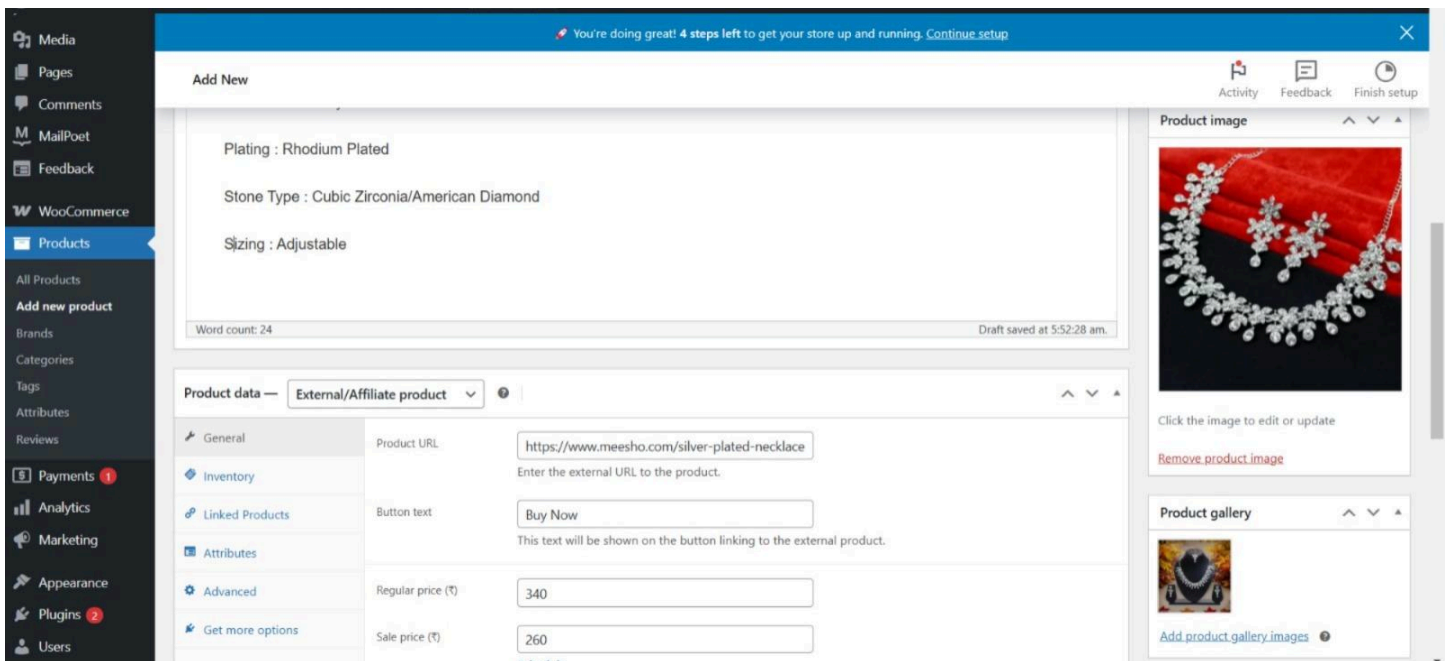 You're doing great! 4 steps left to get your store up and running. Continue setup
Media
Pages
Comments
M MailPoet
Feedback
WooCommerce
Products
All Products
Add new product
Brands
Categories
Tags
Attributes
Reviews
Payments 1
Analytics
Marketing
Appearance
Plugins 2
Users
Add New
Activity
Feedback
Finish setup
Plating : Rhodium Plated
Stone Type : Cubic Zirconia/American Diamond
Sizing : Adjustable
Word count: 24
Draft saved at 5:52:28 am.
Product data — External/Affiliate product
General
Inventory
Linked Products
Attributes
Advanced
Get more options
Product URL
https://www.meesho.com/silver-plated-necklace
Enter the external URL to the product.
Button text
Buy Now
This text will be shown on the button linking to the external product.
Regular price (₹)
340
Sale price (₹)
260
Product image
Click the image to edit or update
Remove product image
Product gallery
Add product gallery images